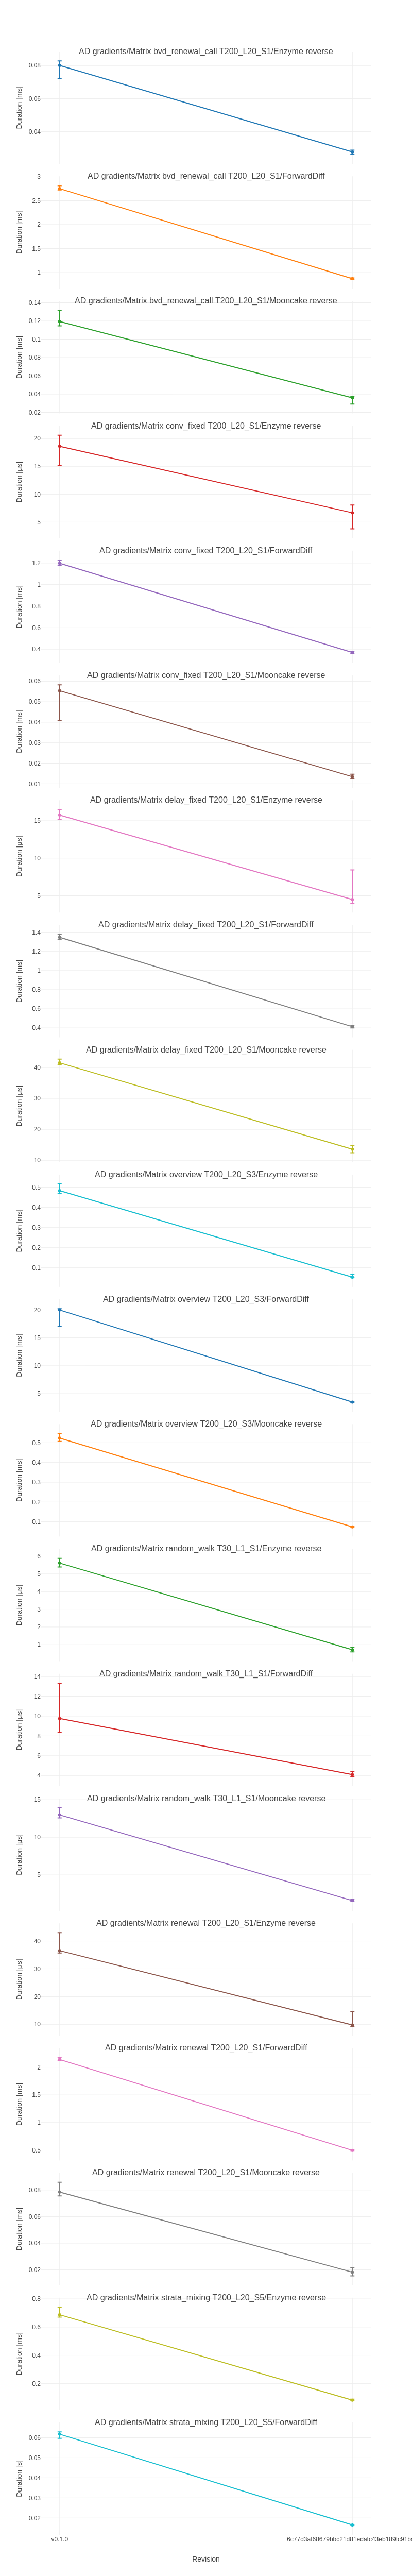 AD gradients/Matrix bvd_renewal_call T200_L20_S1/Enzyme reverse
Duration [ms]
0.08
0.06
0.04
AD gradients/Matrix bvd_renewal_call T200_L20_S1/ForwardDiff
Duration [ms]
3
2.5
2
1.5
1
AD gradients/Matrix bvd_renewal_call T200_L20_S1/Mooncake reverse
Duration [ms]
0.14
0.12
0.1
0.08
0.06
0.04
0.02
AD gradients/Matrix conv_fixed T200_L20_S1/Enzyme reverse
Duration [μs]
20
15
10
5
AD gradients/Matrix conv_fixed T200_L20_S1/ForwardDiff
Duration [ms]
1.2
1
0.8
0.6
0.4
AD gradients/Matrix conv_fixed T200_L20_S1/Mooncake reverse
Duration [ms]
0.06
0.05
0.04
0.03
0.02
0.01
AD gradients/Matrix delay_fixed T200_L20_S1/Enzyme reverse
Duration [μs]
15
10
5
AD gradients/Matrix delay_fixed T200_L20_S1/ForwardDiff
Duration [ms]
1.4
1.2
1
0.8
0.6
0.4
AD gradients/Matrix delay_fixed T200_L20_S1/Mooncake reverse
Duration [μs]
40
30
20
10
AD gradients/Matrix overview T200_L20_S3/Enzyme reverse
Duration [ms]
0.5
0.4
0.3
0.2
0.1
AD gradients/Matrix overview T200_L20_S3/ForwardDiff
Duration [ms]
20
15
10
5
AD gradients/Matrix overview T200_L20_S3/Mooncake reverse
Duration [ms]
0.5
0.4
0.3
0.2
0.1
AD gradients/Matrix random_walk T30_L1_S1/Enzyme reverse
Duration [μs]
6
5
4
3
2
1
AD gradients/Matrix random_walk T30_L1_S1/ForwardDiff
Duration [μs]
14
12
10
8
6
4
AD gradients/Matrix random_walk T30_L1_S1/Mooncake reverse
Duration [μs]
15
10
5
AD gradients/Matrix renewal T200_L20_S1/Enzyme reverse
Duration [μs]
40
30
20
10
AD gradients/Matrix renewal T200_L20_S1/ForwardDiff
Duration [ms]
2
1.5
1
0.5
AD gradients/Matrix renewal T200_L20_S1/Mooncake reverse
Duration [ms]
0.08
0.06
0.04
0.02
AD gradients/Matrix strata_mixing T200_L20_S5/Enzyme reverse
Duration [ms]
0.8
0.6
0.4
0.2
AD gradients/Matrix strata_mixing T200_L20_S5/ForwardDiff
Duration [s]
0.06
0.05
0.04
0.03
0.02
v0.1.0
6c77d3af68679bbc21d81edafc43eb189fc91b
Revision